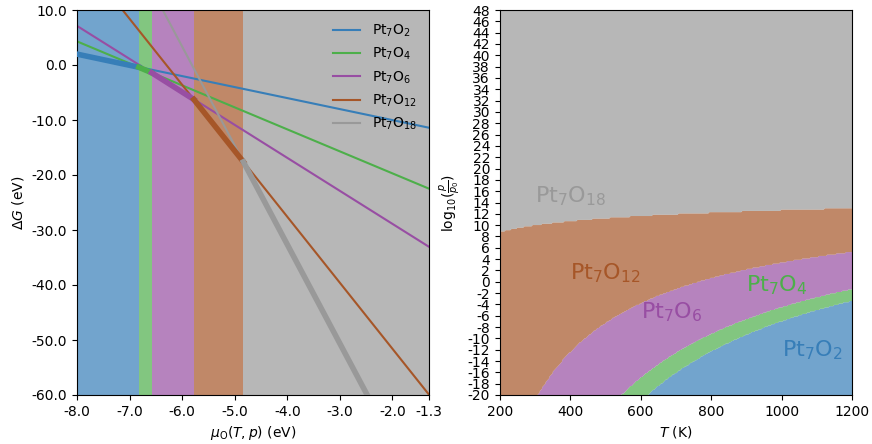 10.0
0.0
-10.0
-20.0
-30.0
-40.0
-50.0
-60.0
ΔG (eV)
-8.0 -7.0 -6.0 -5.0 -4.0 -3.0 -2.0 -1.3
μ_O(T, p) (eV)
Pt₇O₂
Pt₇O₄
Pt₇O₆
Pt₇O₁₂
Pt₇O₁₈
48
46
44
42
40
38
36
34
32
30
28
26
24
22
20
18
16
14
12
10
8
6
4
2
0
-2
-4
-6
-8
-10
-12
-14
-16
-18
-20
log₁₀(p/p₀)
Pt₇O₁₈
Pt₇O₁₂
Pt₇O₄
Pt₇O₆
Pt₇O₂
200 400 600 800 1000 1200
T (K)